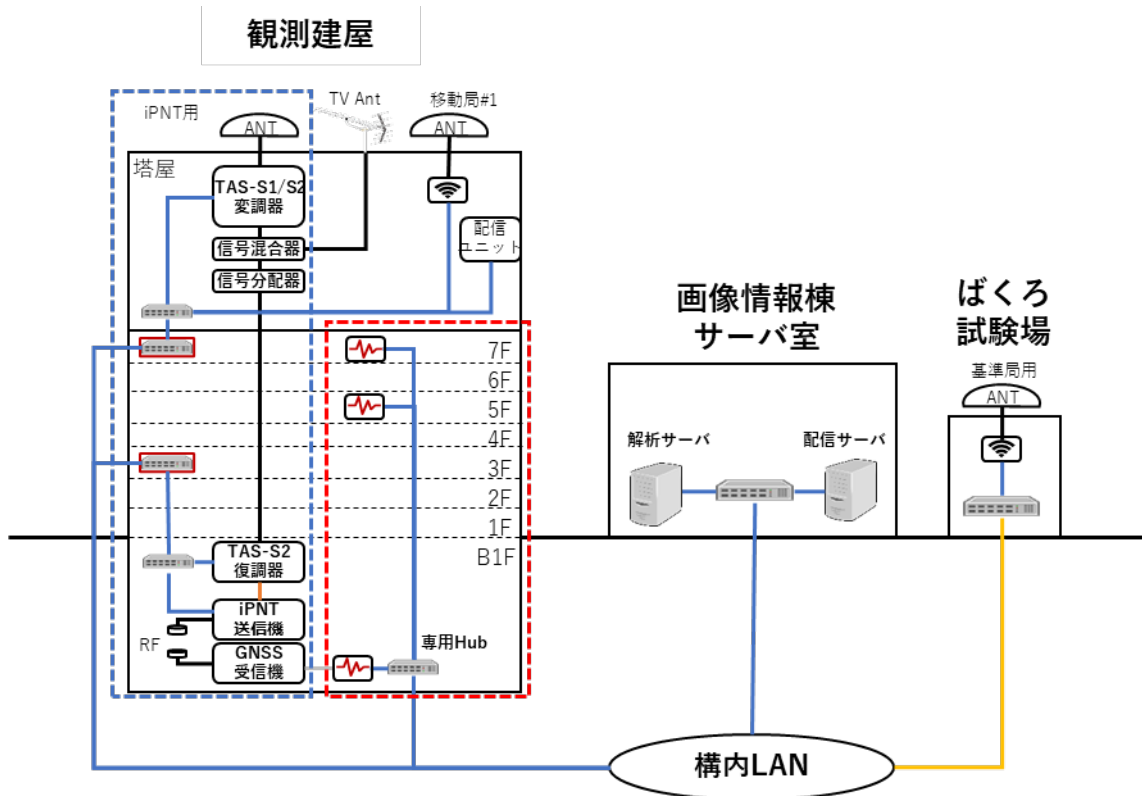 観測建屋
iPNT用
TV Ant
移動局#1
ANT
ANT
塔屋
TAS-S1/S2
変調器
配信
ユニット
信号混合器
信号分配器
7F
6F
5F
4F
3F
2F
1F
B1F
TAS-S2
復調器
iPNT
送信機
RF
GNSS
受信機
専用Hub
画像情報棟
サーバ室
解析サーバ
配信サーバ
ばくろ
試験場
基準局用
ANT
構内LAN